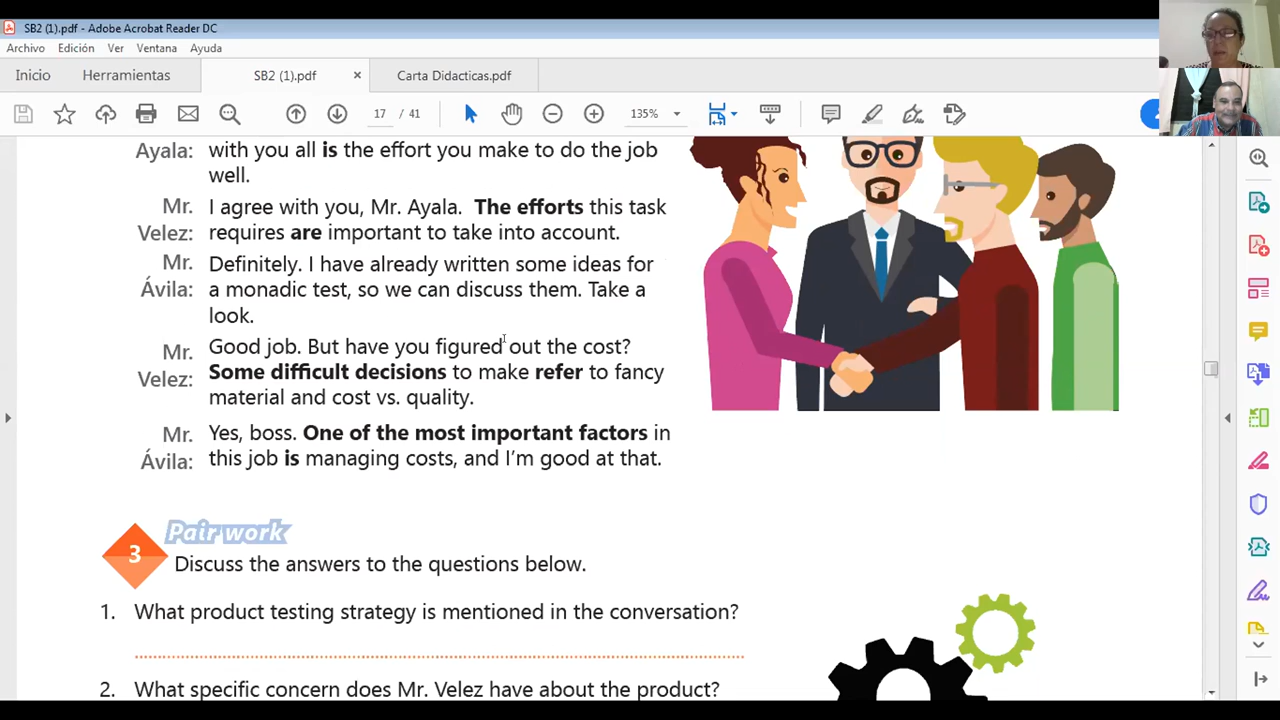 SB2 (1).pdf - Adobe Acrobat Reader DC
Archivo Edición Ver Ventana Ayuda
Inicio Herramientas SB2 (1).pdf × Carta Didacticas.pdf
17 / 41 135%
Ayala: with you all is the effort you make to do the job
well.
Mr. I agree with you, Mr. Ayala. The efforts this task
Velez: requires are important to take into account.
Mr. Definitely. I have already written some ideas for
Ávila: a monadic test, so we can discuss them. Take a
look.
Mr. Good job. But have you figured out the cost?
Velez: Some difficult decisions to make refer to fancy
material and cost vs. quality.
Mr. Yes, boss. One of the most important factors in
Ávila: this job is managing costs, and I'm good at that.
Pair work
3 Discuss the answers to the questions below.
1. What product testing strategy is mentioned in the conversation?
2. What specific concern does Mr. Velez have about the product?